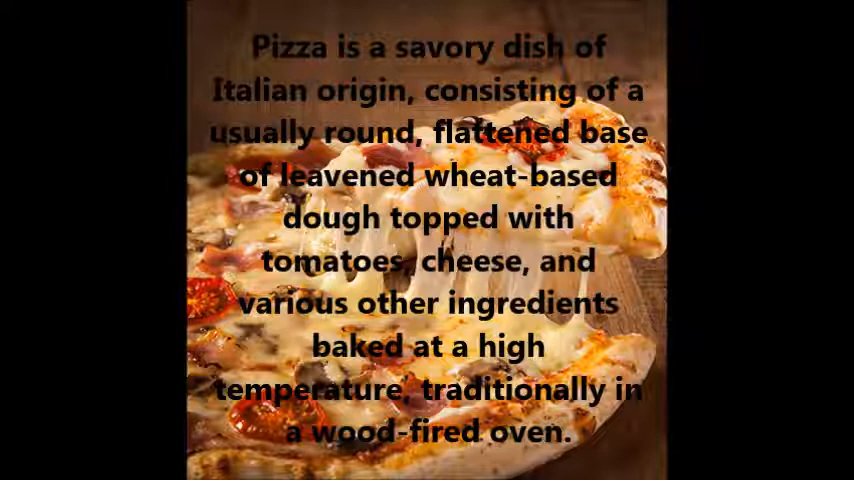 Pizza is a savory dish of
Italian origin, consisting of a
usually round, flattened base
of leavened wheat-based
dough topped with
tomatoes, cheese, and
various other ingredients
baked at a high
temperature, traditionally in
a wood-fired oven.